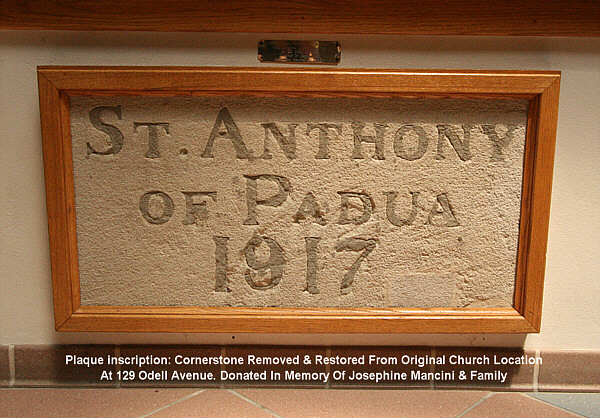 ST. ANTHONY
OF PADUA
1917
Plaque inscription: Cornerstone Removed & Restored From Original Church Location
At 129 Odell Avenue. Donated In Memory Of Josephine Mancini & Family